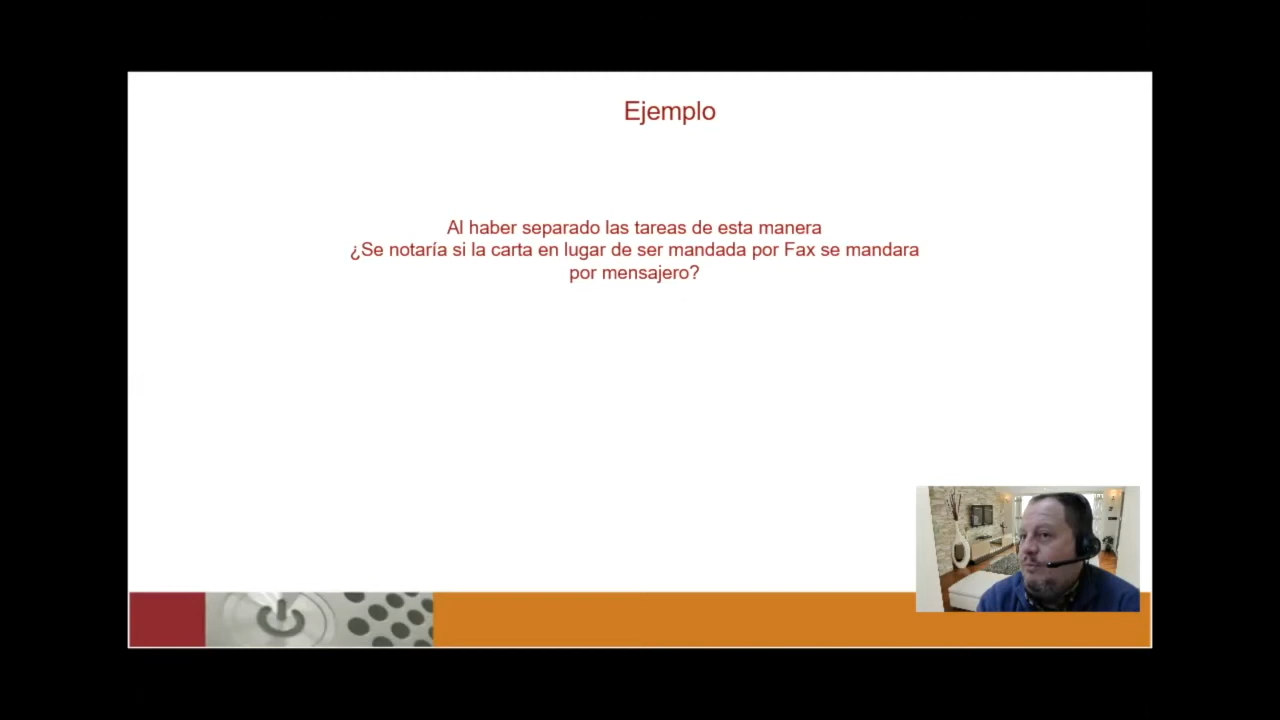 Ejemplo
Al haber separado las tareas de esta manera
¿Se notaría si la carta en lugar de ser mandada por Fax se mandara
por mensajero?